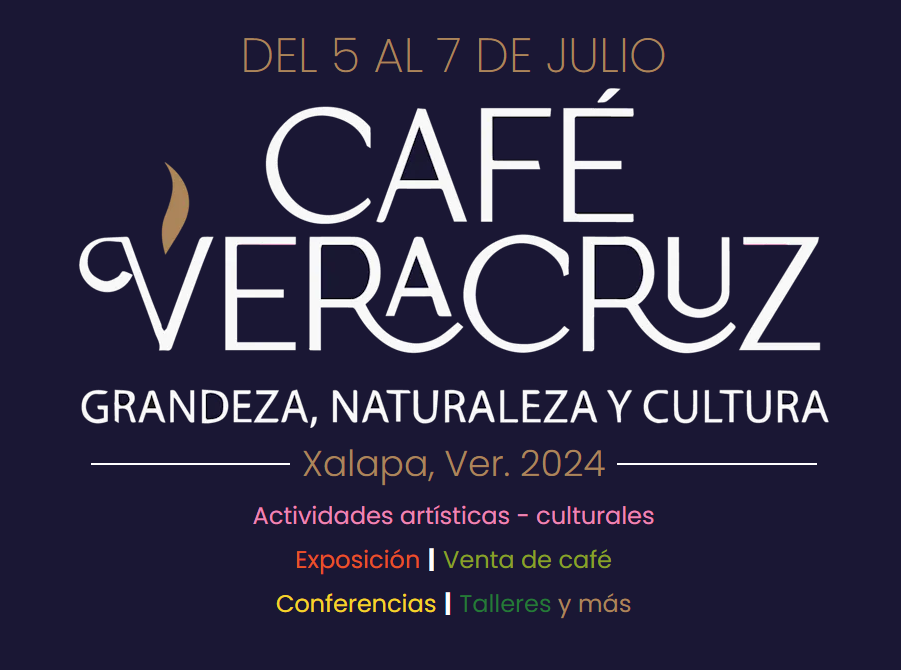 DEL 5 AL 7 DE JULIO
CAFÉ
VERACRUZ
GRANDEZA, NATURALEZA Y CULTURA
Xalapa, Ver. 2024
Actividades artísticas - culturales
Exposición | Venta de café
Conferencias | Talleres y más